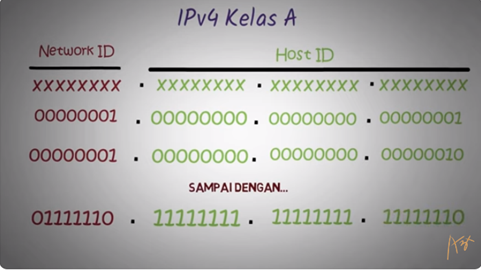 IPv4 Kelas A
Network ID Host ID
XXXXXXXX . XXXXXXXX . XXXXXXXX . XXXXXXXX
00000001 . 00000000 . 00000000 . 00000001
00000001 . 00000000 . 00000000 . 00000010
SAMPAI DENGAN...
01111110 . 11111111 . 11111111 . 11111110